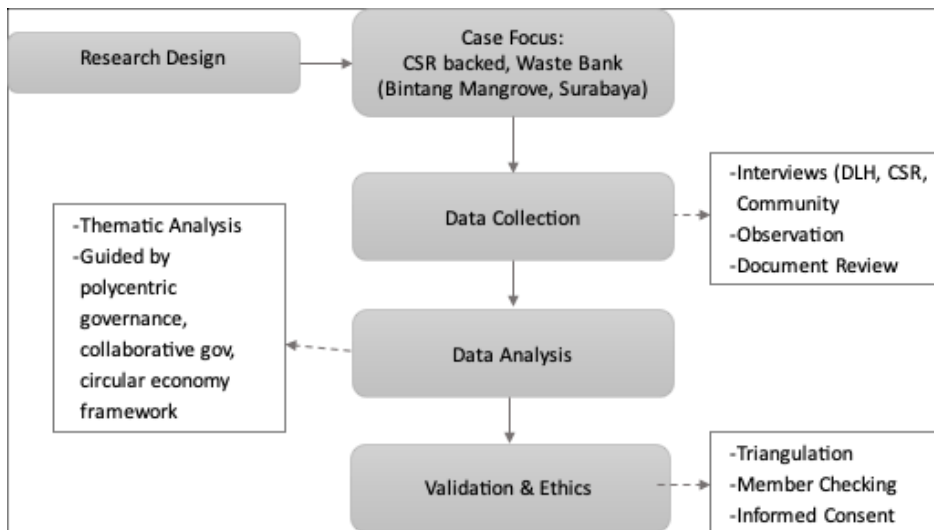 Research Design
Case Focus:
CSR backed, Waste Bank
(Bintang Mangrove, Surabaya)
Data Collection
-Interviews (DLH, CSR,
Community
-Observation
-Document Review
-Thematic Analysis
-Guided by
polycentric
governance,
collaborative gov,
circular economy
framework
Data Analysis
Validation & Ethics
-Triangulation
-Member Checking
-Informed Consent